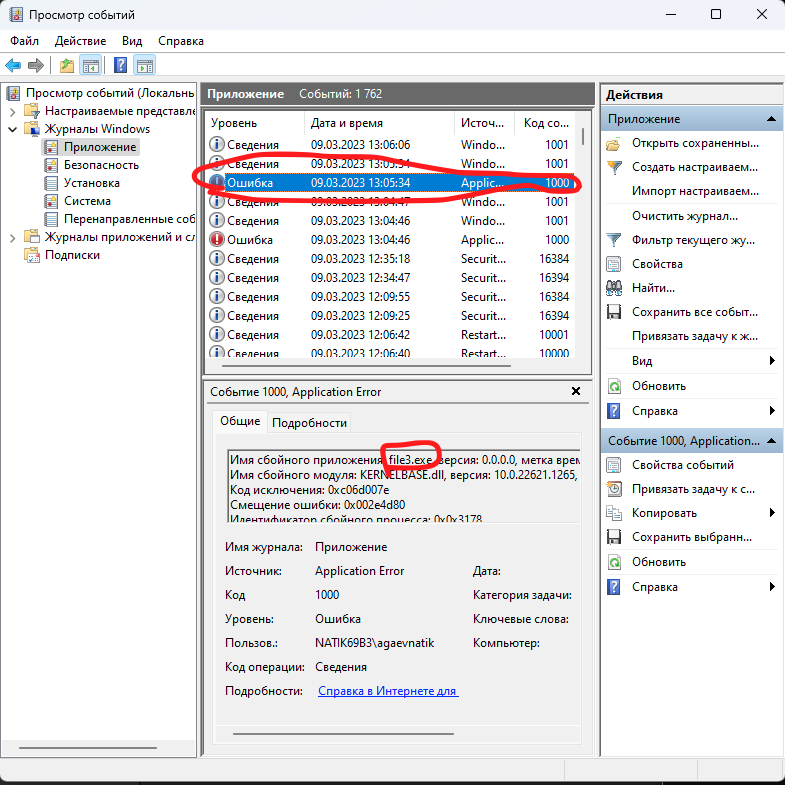 Просмотр событий
Файл Действие Вид Справка
Просмотр событий (Локальны
Настраиваемые представле
Журналы Windows
Приложение
Безопасность
Установка
Система
Перенаправленные соб
Журналы приложений и сл
Подписки
Приложение Событий: 1 762
Уровень Дата и время Источ... Код со...
Сведения 09.03.2023 13:06:06 Windo... 1001
Сведения 09.03.2023 13:05:34 Windo... 1001
Ошибка 09.03.2023 13:05:34 Applic... 1000
Сведения 09.03.2023 13:04:47 Windo... 1001
Сведения 09.03.2023 13:04:46 Windo... 1001
Ошибка 09.03.2023 13:04:46 Applic... 1000
Сведения 09.03.2023 12:35:18 Securit... 16384
Сведения 09.03.2023 12:34:47 Securit... 16394
Сведения 09.03.2023 12:09:55 Securit... 16384
Сведения 09.03.2023 12:09:25 Securit... 16394
Сведения 09.03.2023 12:06:42 Restart... 10001
Сведения 09.03.2023 12:06:40 Restart... 10000
Событие 1000, Application Error
Общие Подробности
Имя сбойного приложения: file3.exe, версия: 0.0.0.0, метка врем
Имя сбойного модуля: KERNELBASE.dll, версия: 10.0.22621.1265,
Код исключения: 0xc06d007e
Смещение ошибки: 0x002e4d80
Идентификатор сбойного процесса: 0x0x3178
Имя журнала: Приложение
Источник: Application Error Дата:
Код 1000 Категория задачи:
Уровень: Ошибка Ключевые слова:
Пользов.: NATIK69B3\agaevnatik Компьютер:
Код операции: Сведения
Подробности: Справка в Интернете для
Действия
Приложение
Открыть сохраненны...
Создать настраиваем...
Импорт настраиваем...
Очистить журнал...
Фильтр текущего жу...
Свойства
Найти...
Сохранить все событ...
Привязать задачу к ж...
Вид
Обновить
Справка
Событие 1000, Application...
Свойства событий
Привязать задачу к с...
Копировать
Сохранить выбранн...
Обновить
Справка